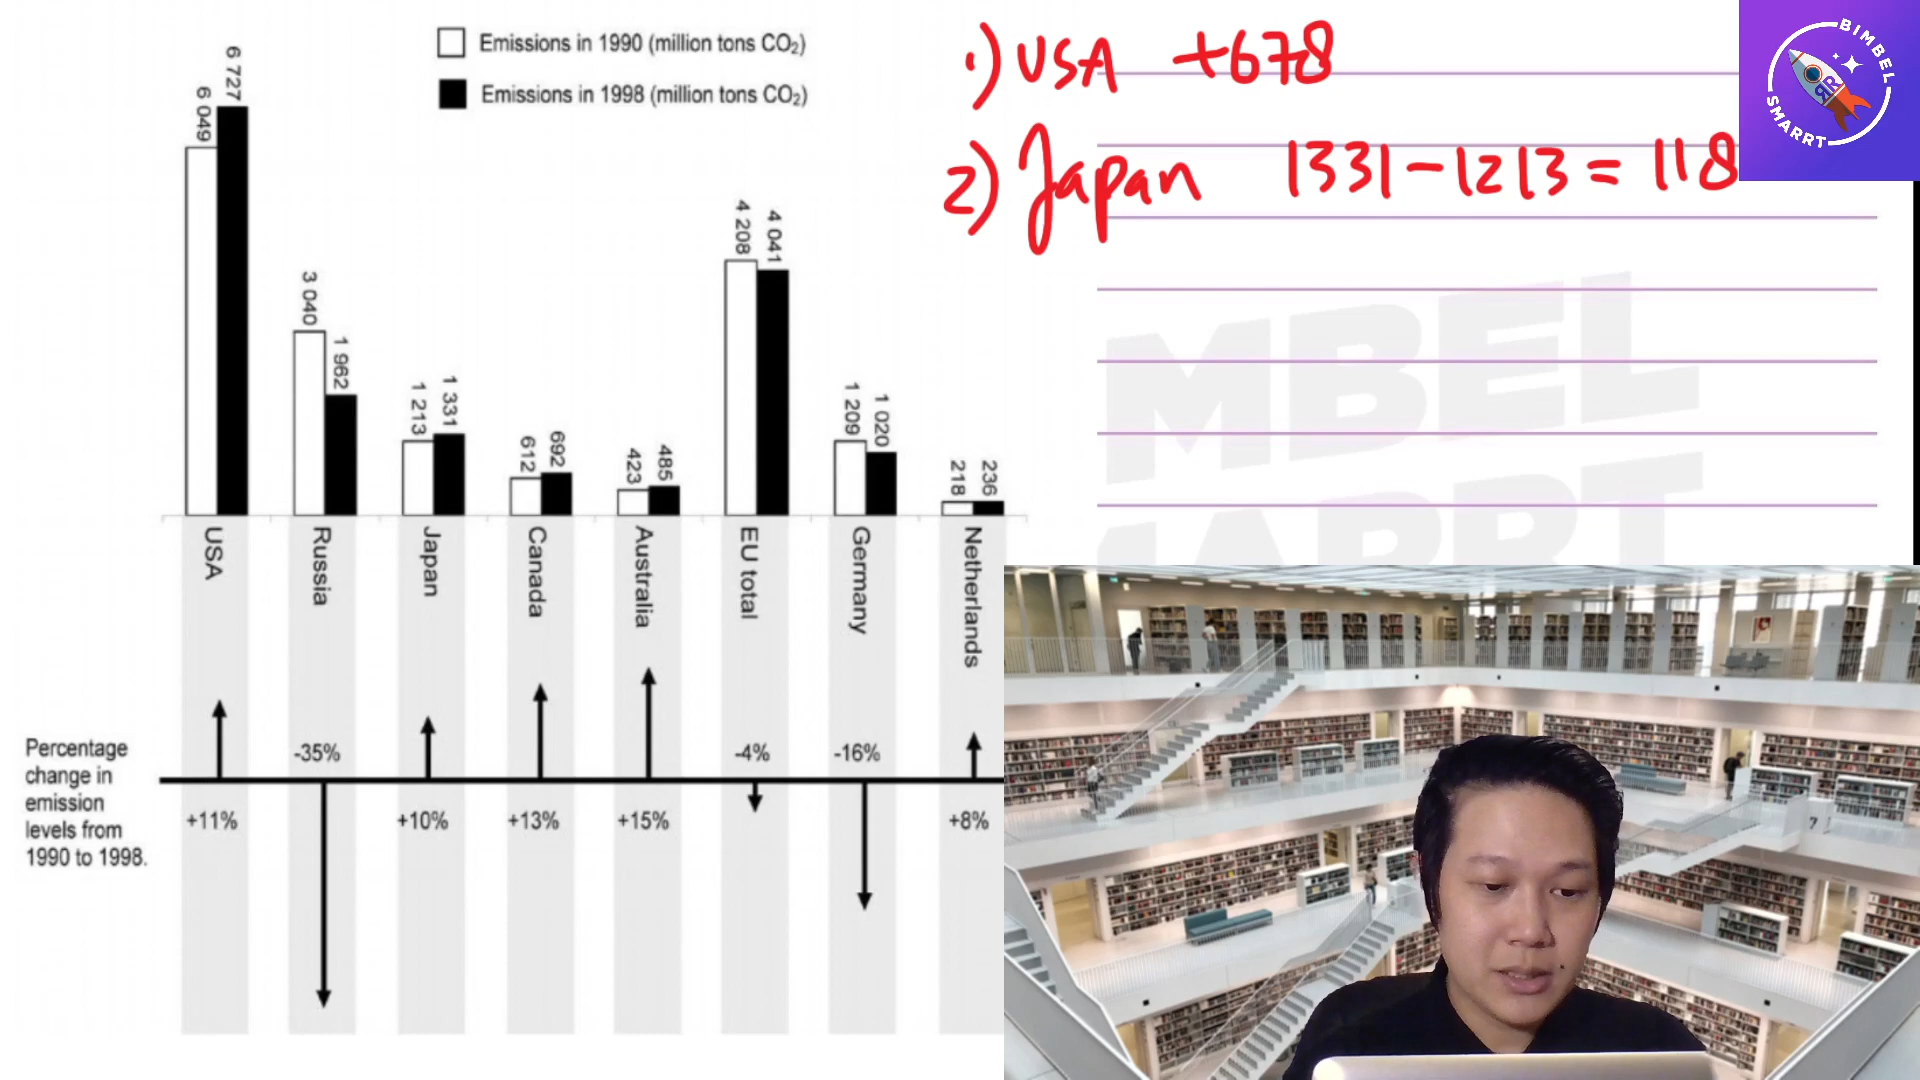 Emissions in 1990 (million tons CO₂)
Emissions in 1998 (million tons CO₂)
6 049
6 727
3 040
1 962
1 213
1 331
612
692
423
485
4 208
4 041
1 209
1 020
218
236
USA
Russia
Japan
Canada
Australia
EU total
Germany
Netherlands
Percentage
change in
emission
levels from
1990 to 1998.
+11%
-35%
+10%
+13%
+15%
-4%
-16%
+8%
1) USA +678
2) Japan 1331-1213 = 118
BIMBEL
SMARRT
MBEL
7